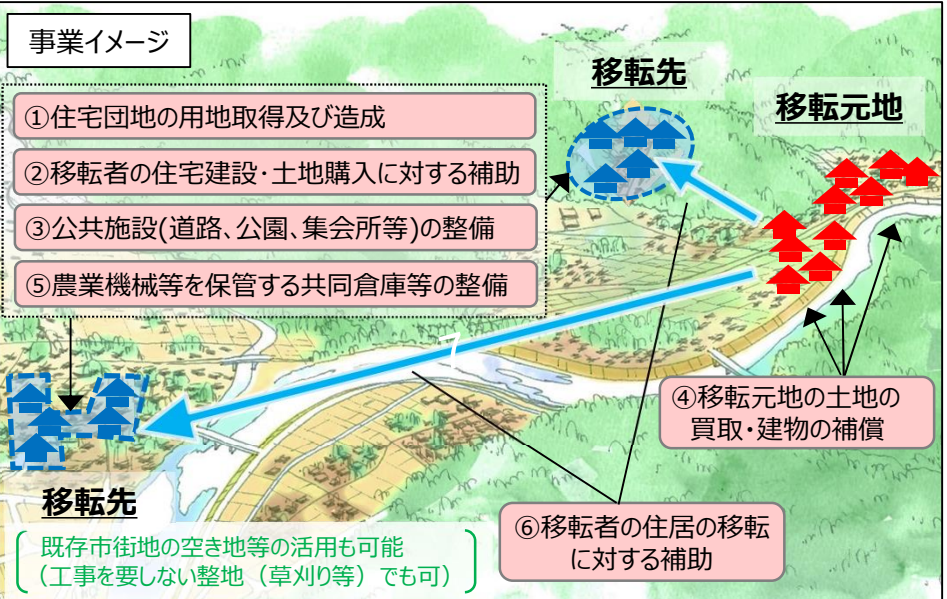 事業イメージ
移転先
移転元地
①住宅団地の用地取得及び造成
②移転者の住宅建設・土地購入に対する補助
③公共施設(道路、公園、集会所等)の整備
⑤農業機械等を保管する共同倉庫等の整備
④移転元地の土地の
買取・建物の補償
移転先
既存市街地の空き地等の活用も可能
（工事を要しない整地（草刈り等）でも可）
⑥移転者の住居の移転
に対する補助